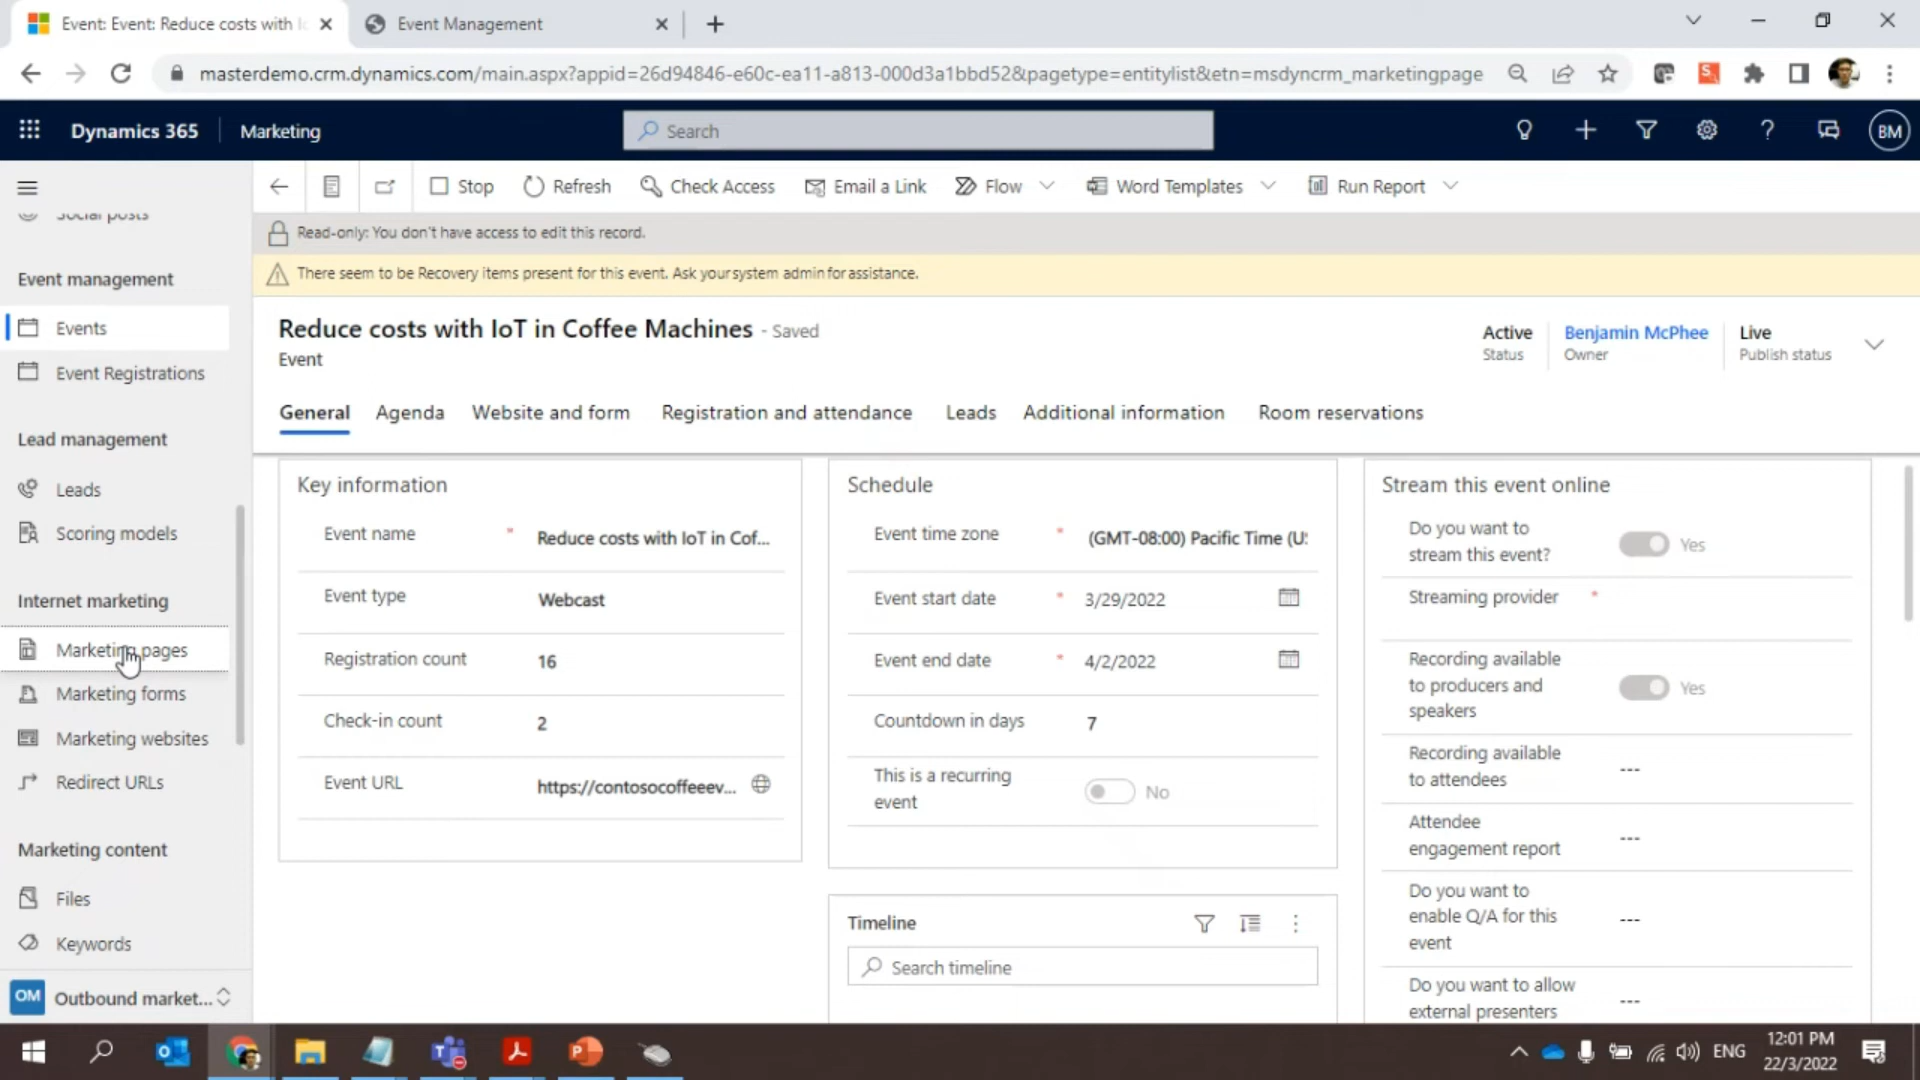 Event: Event: Reduce costs with Io
Event Management
masterdemo.crm.dynamics.com/main.aspx?appid=26d94846-e60c-ea11-a813-000d3a1bbd52&pagetype=entitylist&etn=msdyncrm_marketingpage
Dynamics 365
Marketing
Search
BM
Stop
Refresh
Check Access
Email a Link
Flow
Word Templates
Run Report
Social posts
Event management
Events
Event Registrations
Lead management
Leads
Scoring models
Internet marketing
Marketing pages
Marketing forms
Marketing websites
Redirect URLs
Marketing content
Files
Keywords
OM
Outbound market...
Read-only: You don't have access to edit this record.
There seem to be Recovery items present for this event. Ask your system admin for assistance.
Reduce costs with IoT in Coffee Machines - Saved
Event
Active
Status
Benjamin McPhee
Owner
Live
Publish status
General
Agenda
Website and form
Registration and attendance
Leads
Additional information
Room reservations
Key information
Event name * Reduce costs with IoT in Cof...
Event type Webcast
Registration count 16
Check-in count 2
Event URL https://contosocoffeeev...
Schedule
Event time zone * (GMT-08:00) Pacific Time (U:
Event start date * 3/29/2022
Event end date * 4/2/2022
Countdown in days 7
This is a recurring
event
No
Timeline
Search timeline
Stream this event online
Do you want to
stream this event?
Yes
Streaming provider *
Recording available
to producers and
speakers
Yes
Recording available
to attendees
---
Attendee
engagement report
---
Do you want to
enable Q/A for this
event
---
Do you want to allow
external presenters
---
ENG
12:01 PM
22/3/2022